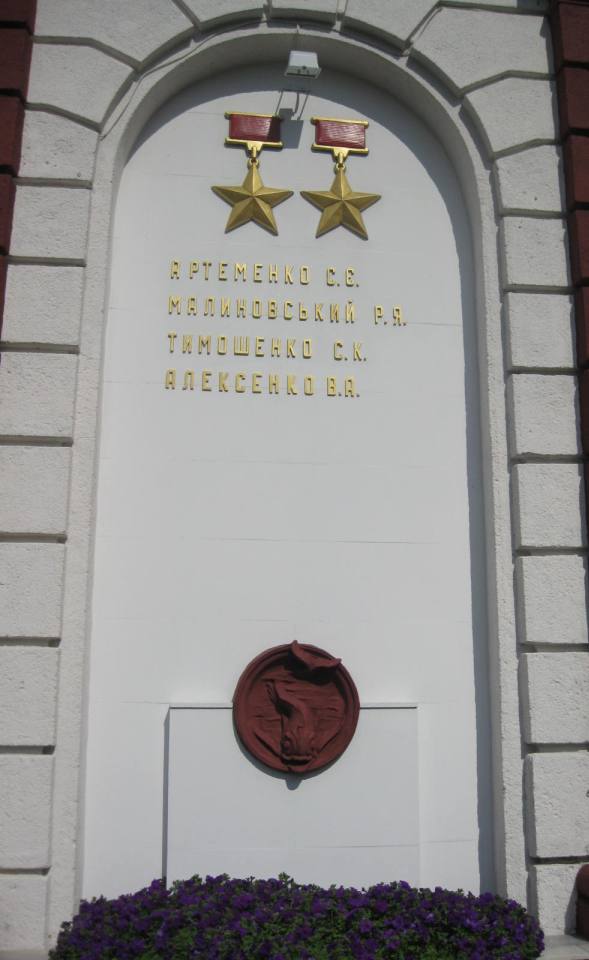 АРТЕМЕНКО С.Є.
МАЛИНОВСЬКИЙ Р.Я.
ТИМОШЕНКО С.К.
АЛЕКСЕНКО В.А.